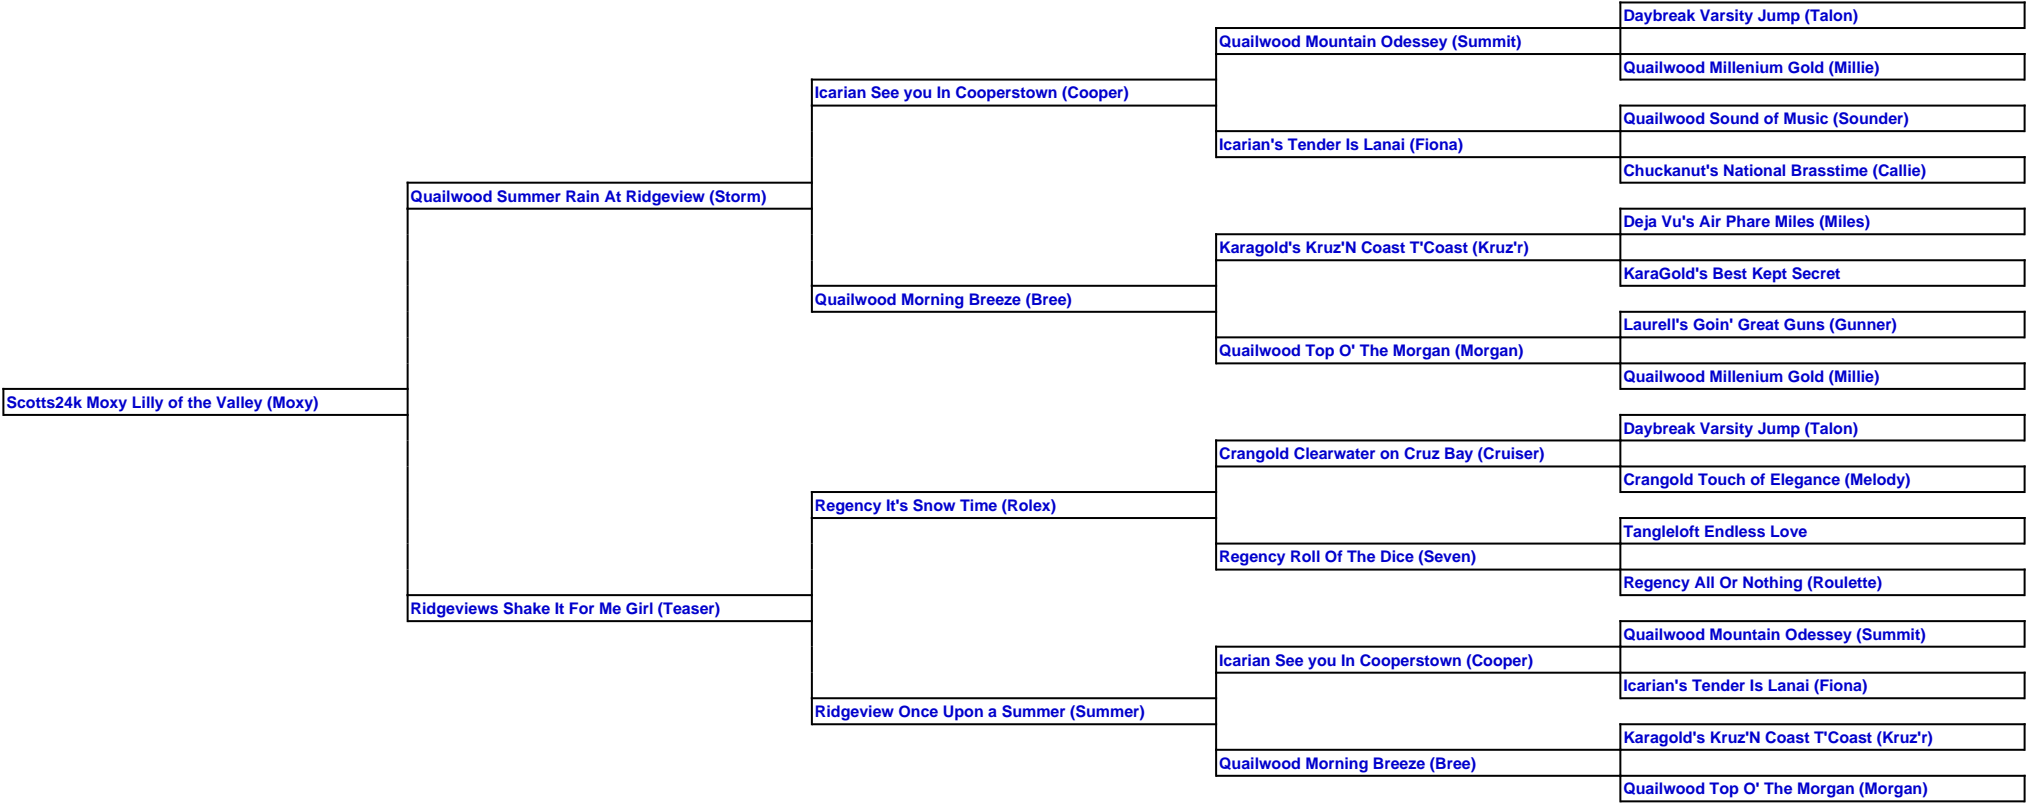 Daybreak Varsity Jump (Talon)
Quailwood Mountain Odessey (Summit)
Quailwood Millenium Gold (Millie)
Icarian See you In Cooperstown (Cooper)
Quailwood Sound of Music (Sounder)
Icarian's Tender Is Lanai (Fiona)
Chuckanut's National Brasstime (Callie)
Quailwood Summer Rain At Ridgeview (Storm)
Deja Vu's Air Phare Miles (Miles)
Karagold's Kruz'N Coast T'Coast (Kruz'r)
KaraGold's Best Kept Secret
Quailwood Morning Breeze (Bree)
Laurell's Goin' Great Guns (Gunner)
Quailwood Top O' The Morgan (Morgan)
Quailwood Millenium Gold (Millie)
Scotts24k Moxy Lilly of the Valley (Moxy)
Daybreak Varsity Jump (Talon)
Crangold Clearwater on Cruz Bay (Cruiser)
Crangold Touch of Elegance (Melody)
Regency It's Snow Time (Rolex)
Tangleloft Endless Love
Regency Roll Of The Dice (Seven)
Regency All Or Nothing (Roulette)
Ridgeviews Shake It For Me Girl (Teaser)
Quailwood Mountain Odessey (Summit)
Icarian See you In Cooperstown (Cooper)
Icarian's Tender Is Lanai (Fiona)
Ridgeview Once Upon a Summer (Summer)
Karagold's Kruz'N Coast T'Coast (Kruz'r)
Quailwood Morning Breeze (Bree)
Quailwood Top O' The Morgan (Morgan)